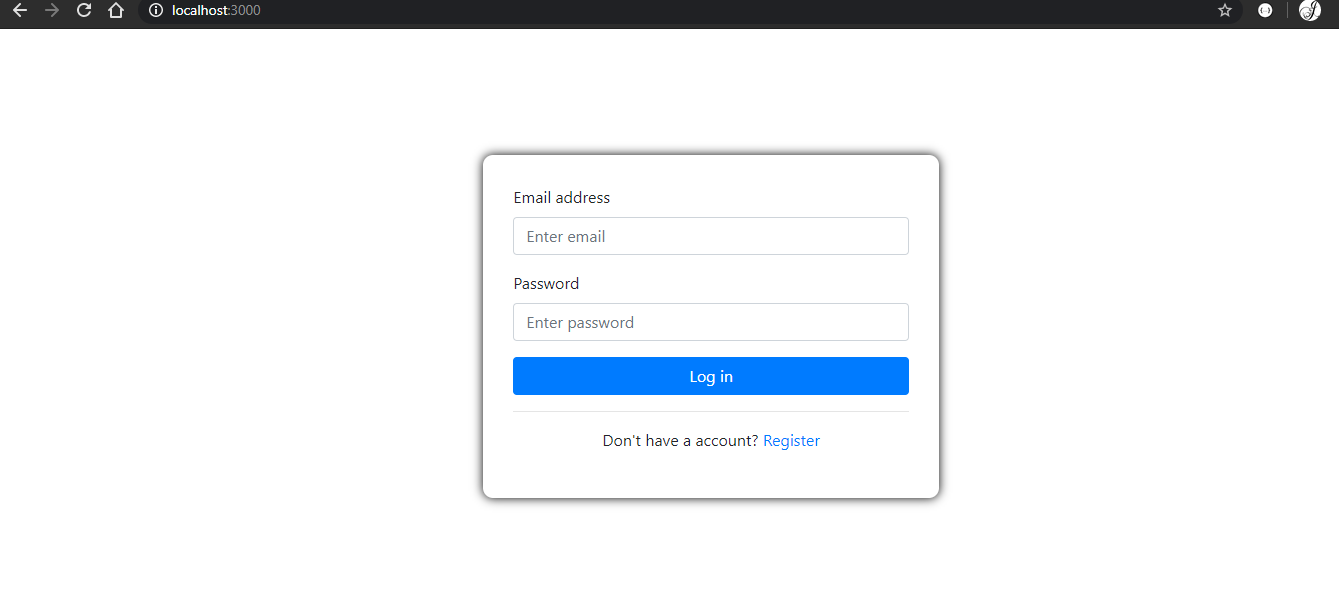 localhost:3000
Email address
Enter email
Password
Enter password
Log in
Don't have a account? Register